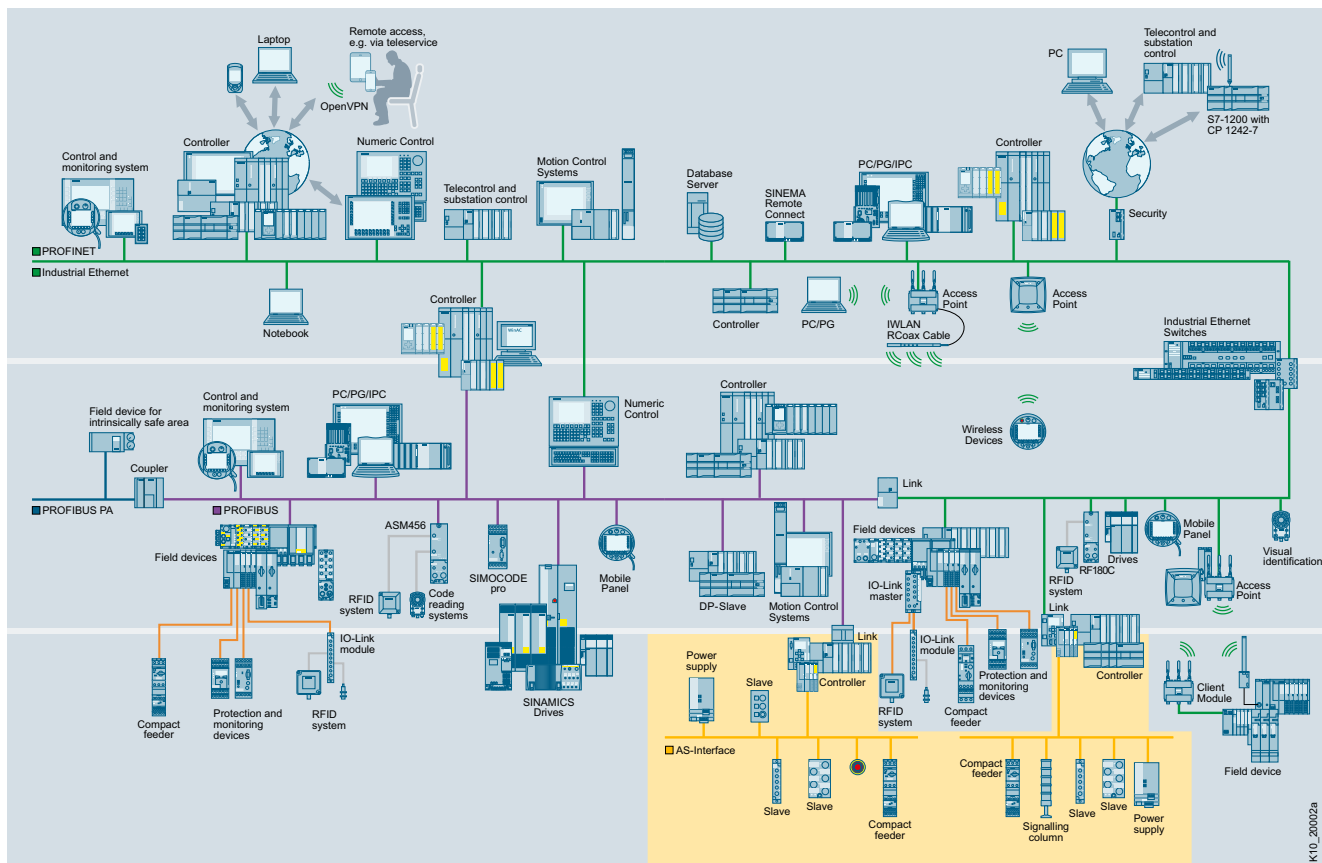 Laptop
Remote access,
e.g. via teleservice
OpenVPN
PC
Telecontrol and
substation
control
S7-1200 with
CP 1242-7
Control and
monitoring system
Controller
Numeric Control
Telecontrol and
substation control
Motion Control
Systems
Database
Server
SINEMA
Remote
Connect
PC/PG/IPC
Controller
Security
PROFINET
Industrial Ethernet
Notebook
Controller
WinAC
Controller
PC/PG
Access
Point
IWLAN
RCoax Cable
Access
Point
Industrial Ethernet
Switches
Field device for
intrinsically safe area
Control and
monitoring system
PC/PG/IPC
Numeric
Control
Controller
Wireless
Devices
Coupler
Link
PROFIBUS PA
PROFIBUS
Field devices
ASM456
RFID
system
Code
reading
systems
SIMOCODE
pro
Mobile
Panel
DP-Slave
Motion Control
Systems
Field devices
IO-Link
master
RFID
system
RF180C
Drives
Mobile
Panel
Access
Point
Visual
identification
Compact
feeder
Protection and
monitoring
devices
IO-Link
module
RFID
system
SINAMICS
Drives
Power
supply
Slave
Link
Controller
RFID
system
IO-Link
module
Compact
feeder
Protection and
monitoring
devices
Link
Controller
Client
Module
Field device
AS-Interface
Slave
Slave
Compact
feeder
Compact
feeder
Signalling
column
Slave
Slave
Power
supply
K10_20002a